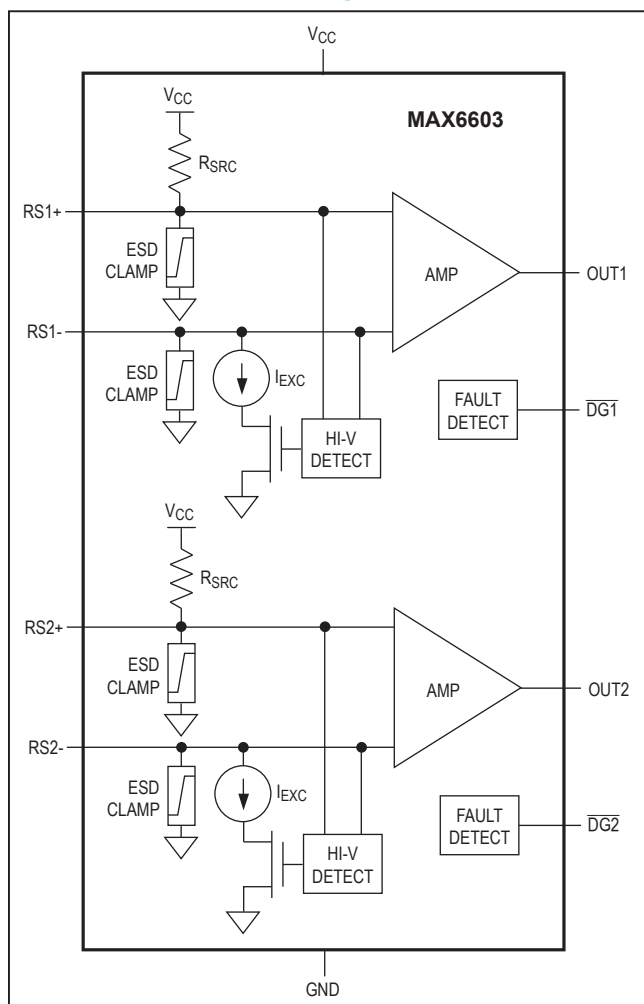 VCC
MAX6603
VCC
RSRC
RS1+
ESD
CLAMP
AMP
OUT1
RS1-
ESD
CLAMP
IEXC
HI-V
DETECT
FAULT
DETECT
DG1
VCC
RSRC
RS2+
ESD
CLAMP
AMP
OUT2
RS2-
ESD
CLAMP
IEXC
HI-V
DETECT
FAULT
DETECT
DG2
GND